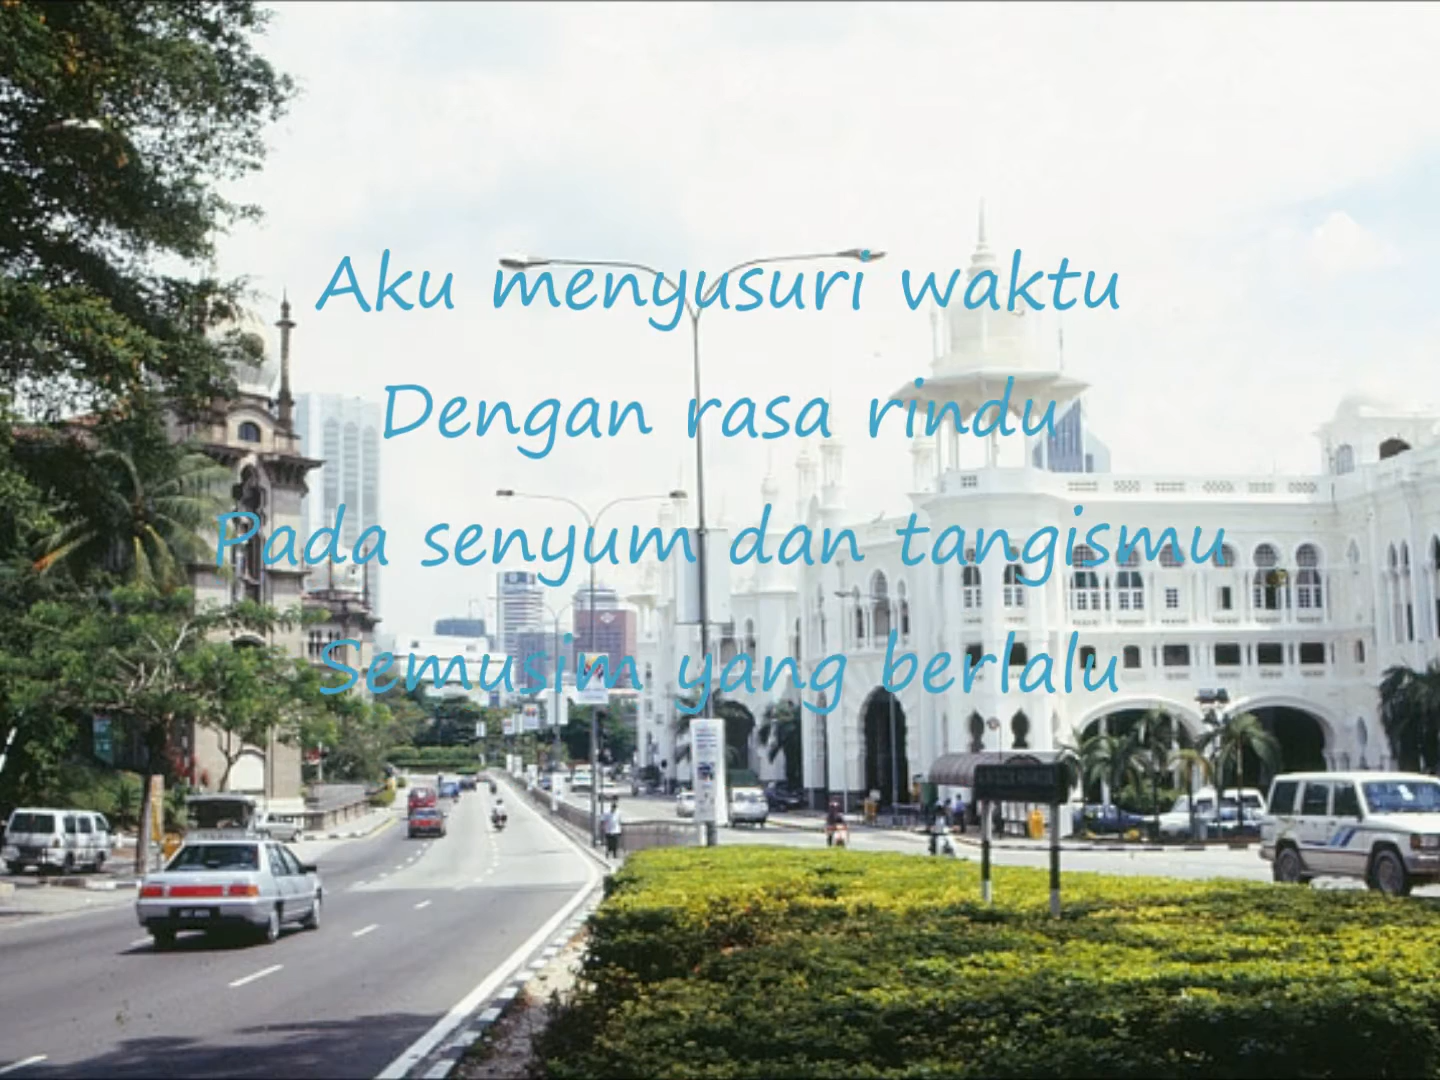 Aku menyusuri waktu
Dengan rasa rindu
Pada senyum dan tangismu
Semusim yang berlalu